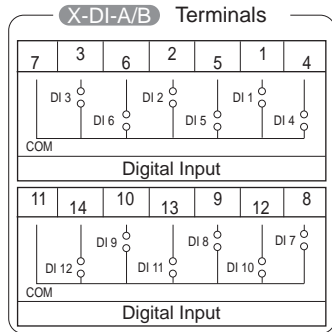 X-DI-A/B Terminals
7 3 6 2 5 1 4
DI 3 DI 2 DI 1
DI 6 DI 5 DI 4
COM
Digital Input
11 14 10 13 9 12 8
DI 9 DI 8 DI 7
DI 12 DI 11 DI 10
COM
Digital Input